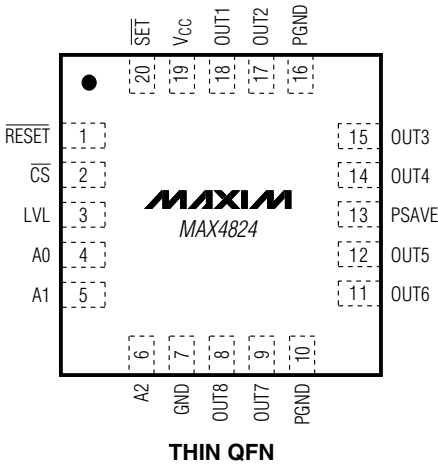 SET VCC OUT1 OUT2 PGND
20 19 18 17 16
RESET 1 15 OUT3
CS 2 14 OUT4
LVL 3 MAXIM 13 PSAVE
MAX4824
A0 4 12 OUT5
A1 5 11 OUT6
6 7 8 9 10
A2 GND OUT8 OUT7 PGND
THIN QFN